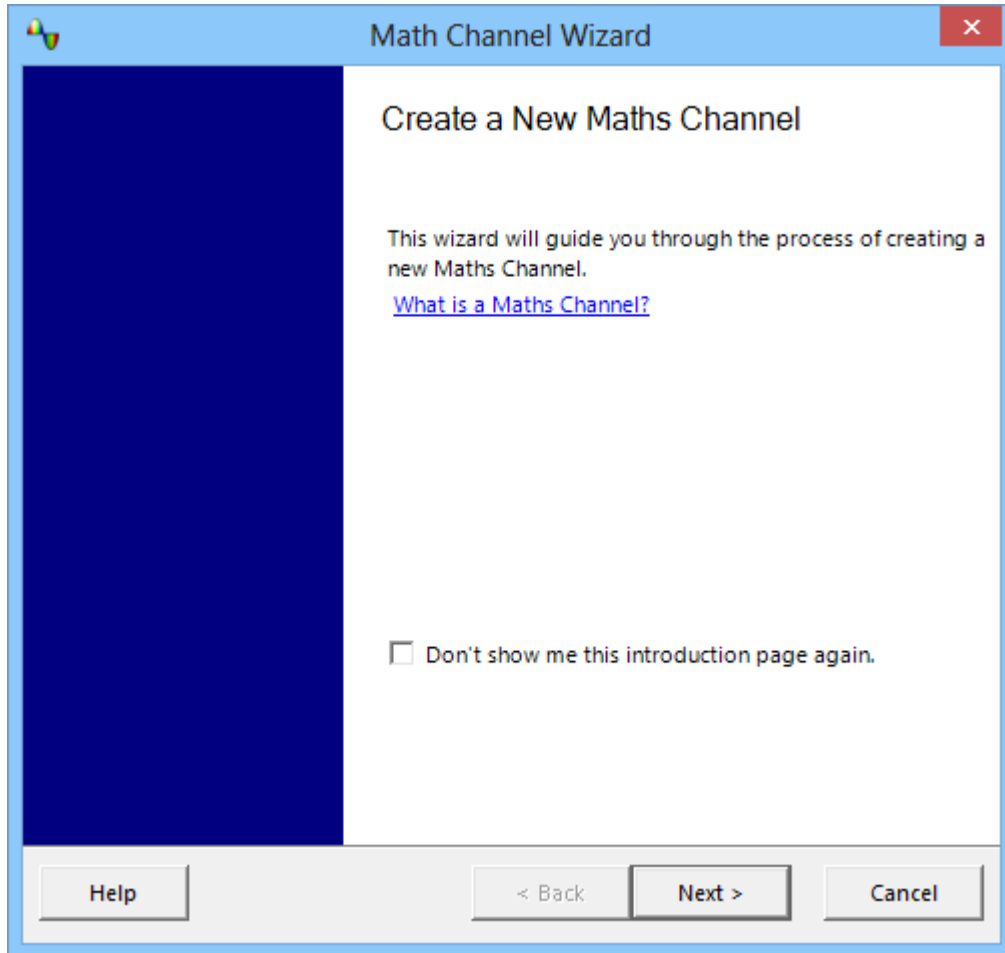 Math Channel Wizard
Create a New Maths Channel
This wizard will guide you through the process of creating a
new Maths Channel.
What is a Maths Channel?
Don't show me this introduction page again.
Help
< Back
Next >
Cancel